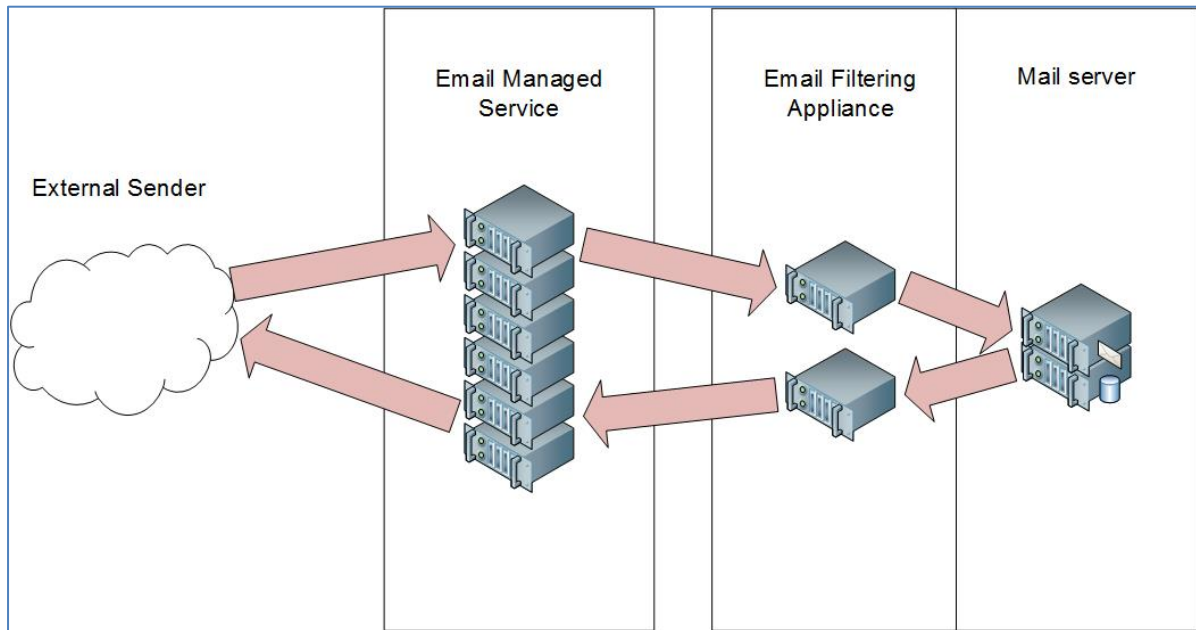 External Sender
Email Managed
Service
Email Filtering
Appliance
Mail server